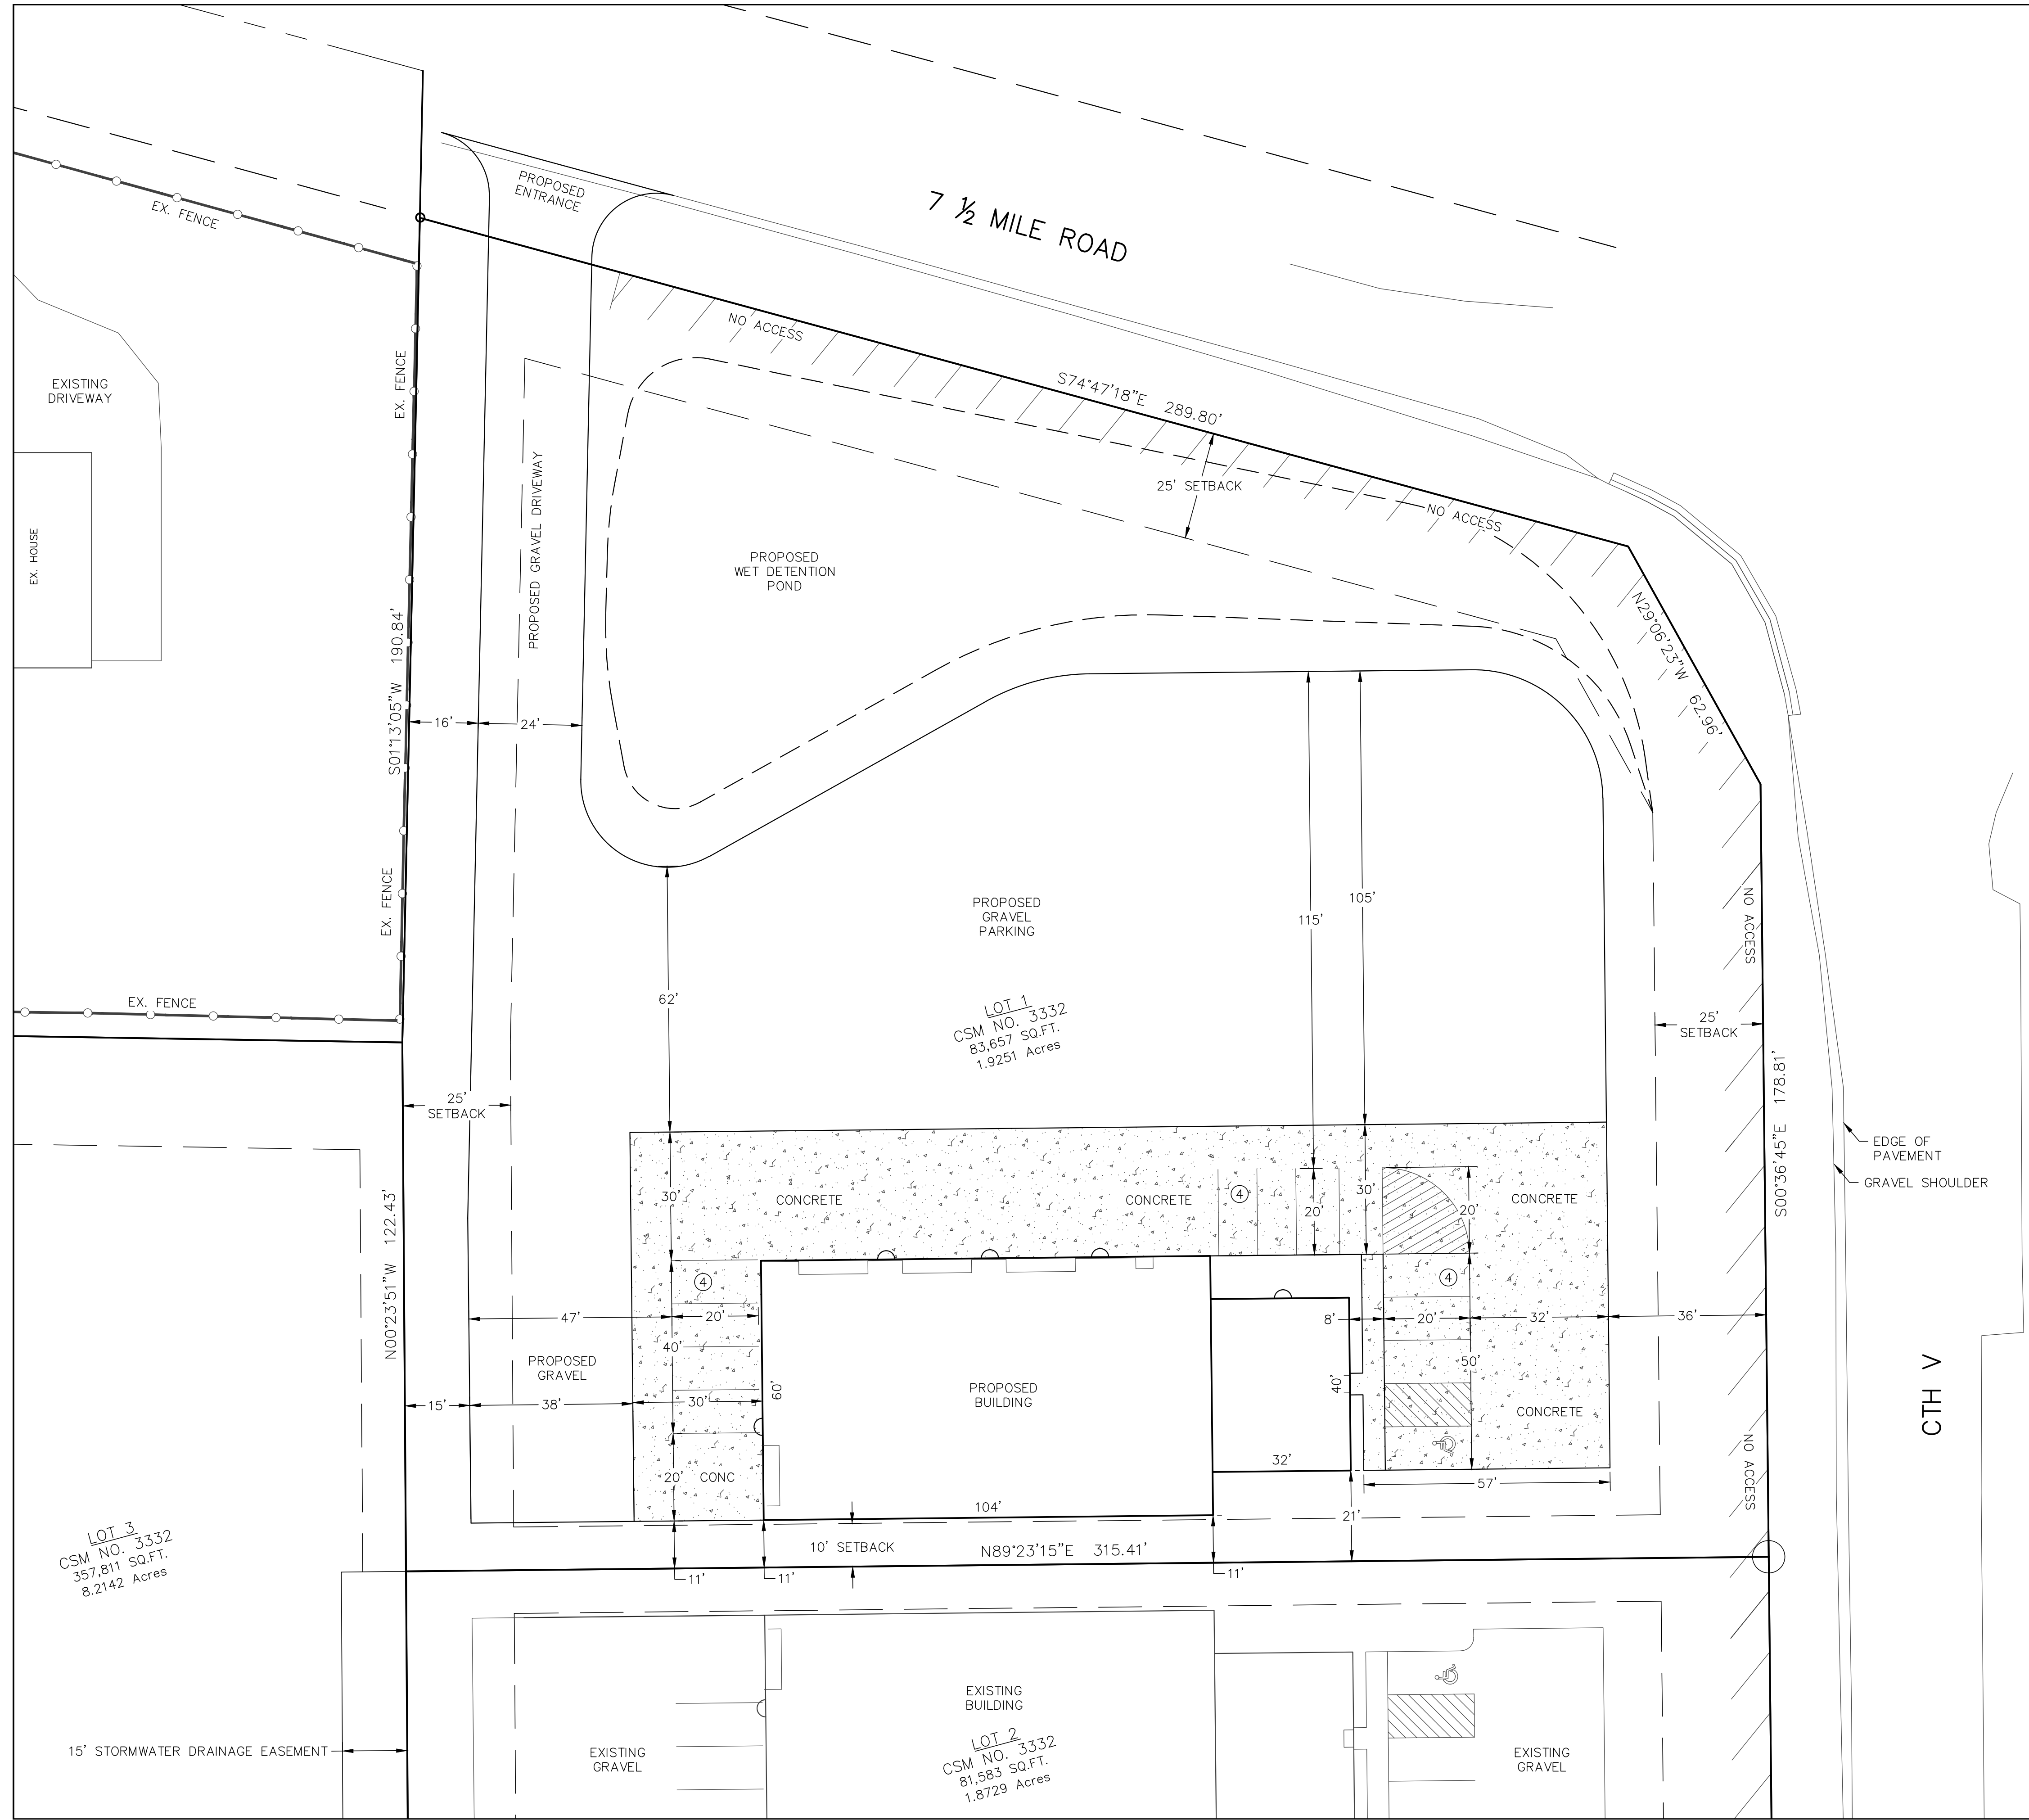 PROPOSED
ENTRANCE
7 ½ MILE ROAD
EX. FENCE
NO ACCESS
EXISTING
DRIVEWAY
EX. FENCE
S74°47'18"E 289.80'
25' SETBACK
NO ACCESS
EX. HOUSE
PROPOSED GRAVEL DRIVEWAY
PROPOSED
WET DETENTION
POND
N29°06'23"W 62.96'
S01°13'05"W 190.84'
16'
24'
EX. FENCE
PROPOSED
GRAVEL
PARKING
115'
105'
NO ACCESS
EX. FENCE
62'
LOT 1
CSM NO. 3332
83,657 SQ.FT.
1.9251 Acres
25'
SETBACK
25'
SETBACK
S00°36'45"E 178.81'
EDGE OF
PAVEMENT
GRAVEL SHOULDER
N00°23'51"W 122.43'
30'
CONCRETE
CONCRETE
4
20'
30'
20'
CONCRETE
4
4
47'
20'
40'
8'
20'
32'
36'
PROPOSED
GRAVEL
50'
60'
PROPOSED
BUILDING
40'
15'
38'
30'
CONCRETE
CTH V
NO ACCESS
20'
CONC
32'
57'
104'
21'
10' SETBACK
N89°23'15"E 315.41'
11'
11'
11'
LOT 3
CSM NO. 3332
357,811 SQ.FT.
8.2142 Acres
EXISTING
BUILDING
LOT 2
CSM NO. 3332
81,583 SQ.FT.
1.8729 Acres
15' STORMWATER DRAINAGE EASEMENT
EXISTING
GRAVEL
EXISTING
GRAVEL